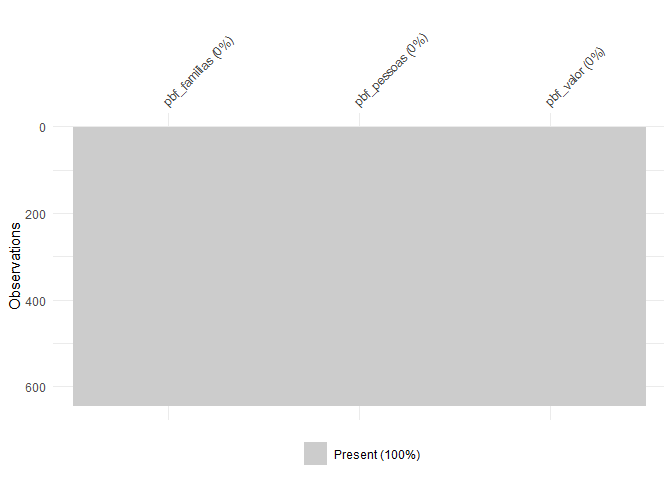 pbf_familias (0%)
pbf_pessoas (0%)
pbf_valor (0%)
0
200
400
600
Observations
Present (100%)